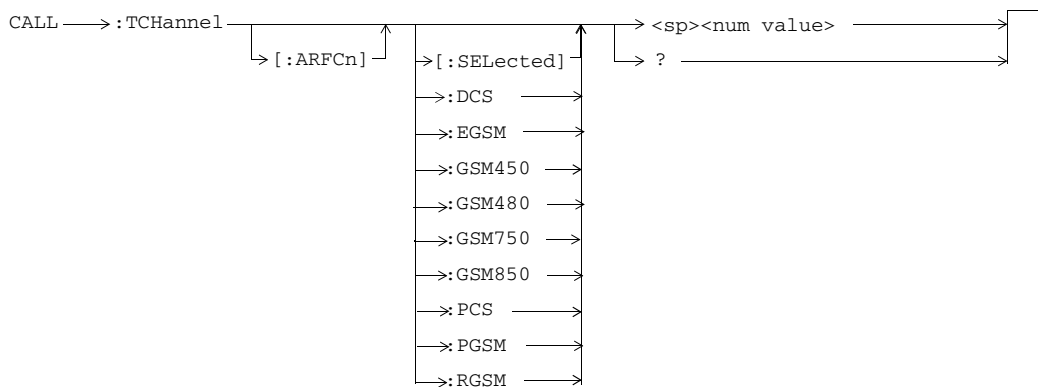 CALL :TCHannel <sp><num value>
[:ARFCn] [:SELected] ?
:DCS
:EGSM
:GSM450
:GSM480
:GSM750
:GSM850
:PCS
:PGSM
:RGSM